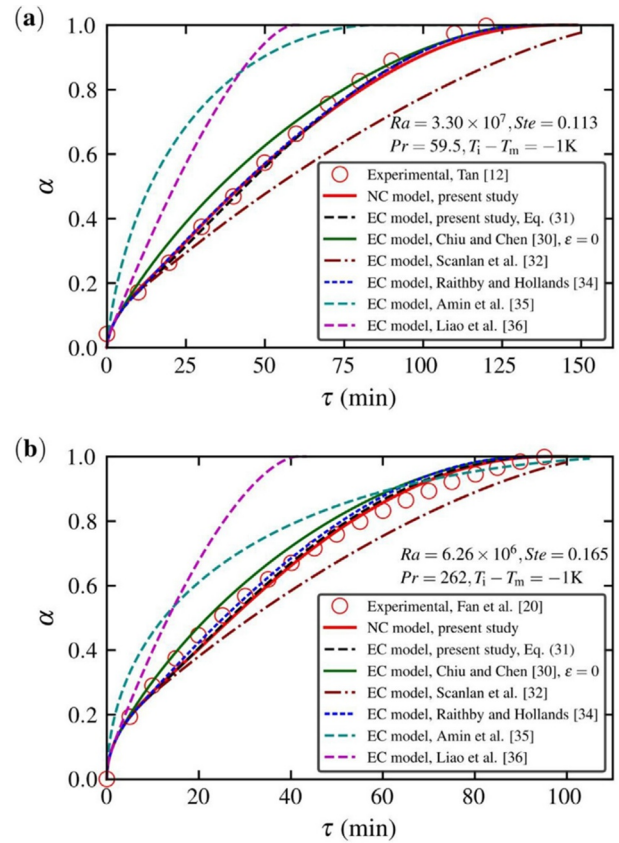 (a)
1.0
0.8
0.6
0.4
0.2
0.0
α
Ra = 3.30 × 10⁷, Ste = 0.113
Pr = 59.5, Tᵢ − Tₘ = −1K
Experimental, Tan [12]
NC model, present study
EC model, present study, Eq. (31)
EC model, Chiu and Chen [30], ε = 0
EC model, Scanlan et al. [32]
EC model, Raithby and Hollands [34]
EC model, Amin et al. [35]
EC model, Liao et al. [36]
0 25 50 75 100 125 150
τ (min)
(b)
1.0
0.8
0.6
0.4
0.2
0.0
α
Ra = 6.26 × 10⁶, Ste = 0.165
Pr = 262, Tᵢ − Tₘ = −1K
Experimental, Fan et al. [20]
NC model, present study
EC model, present study, Eq. (31)
EC model, Chiu and Chen [30], ε = 0
EC model, Scanlan et al. [32]
EC model, Raithby and Hollands [34]
EC model, Amin et al. [35]
EC model, Liao et al. [36]
0 20 40 60 80 100
τ (min)